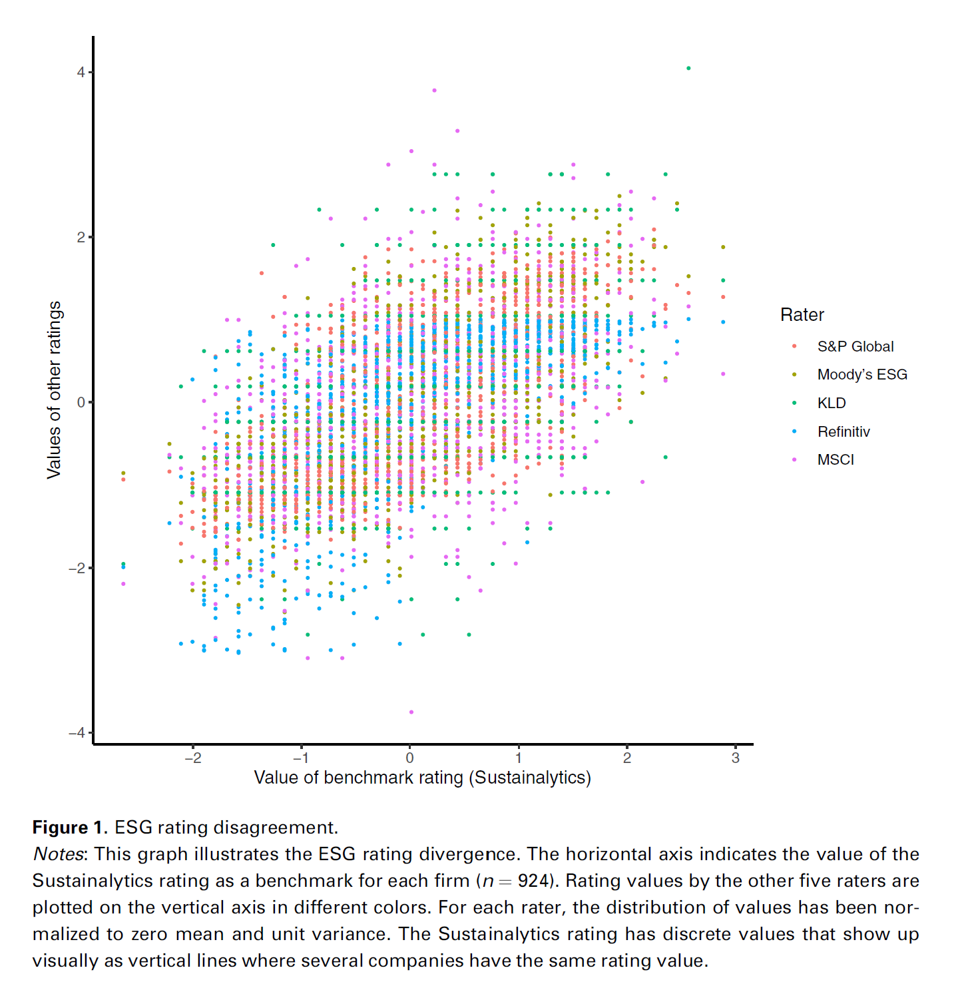 4
2
0
−2
−4
Values of other ratings
−2
−1
0
1
2
3
Value of benchmark rating (Sustainalytics)
Rater
S&P Global
Moody’s ESG
KLD
Refinitiv
MSCI
Figure 1. ESG rating disagreement.
Notes: This graph illustrates the ESG rating divergence. The horizontal axis indicates the value of the
Sustainalytics rating as a benchmark for each firm (n = 924). Rating values by the other five raters are
plotted on the vertical axis in different colors. For each rater, the distribution of values has been nor-
malized to zero mean and unit variance. The Sustainalytics rating has discrete values that show up
visually as vertical lines where several companies have the same rating value.